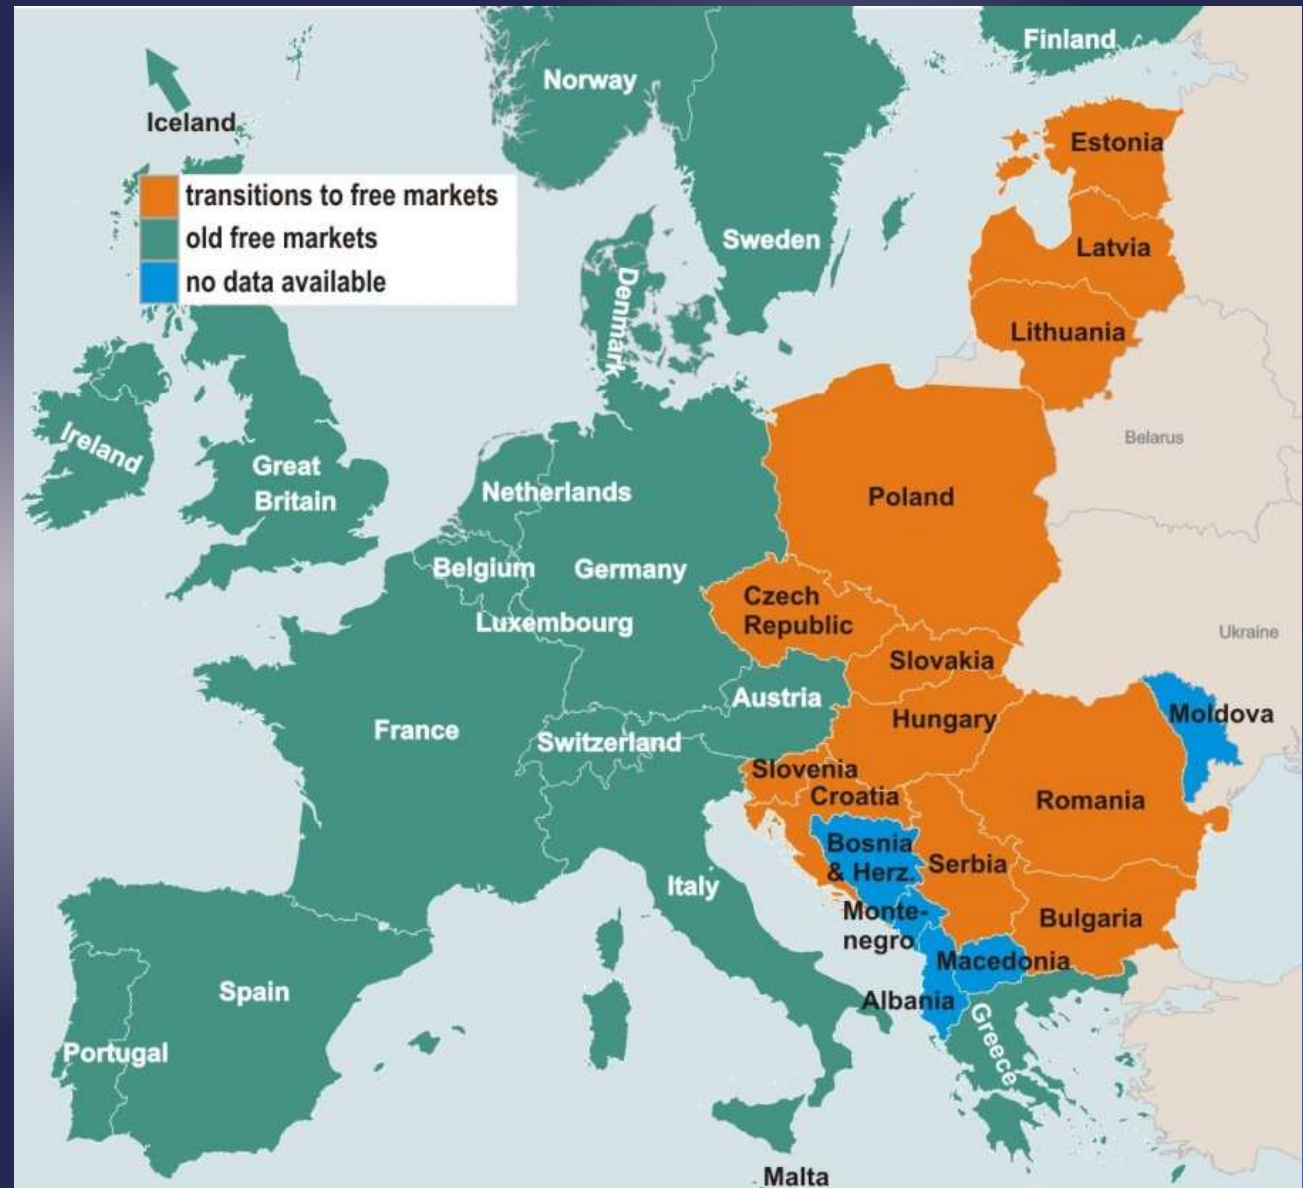 Finland
Norway
Iceland
Estonia
transitions to free markets
old free markets
no data available
Sweden
Latvia
Denmark
Lithuania
Ireland
Great
Britain
Belarus
Netherlands
Poland
Belgium
Germany
Czech
Republic
Luxembourg
Ukraine
Slovakia
Austria
Moldova
France
Switzerland
Hungary
Slovenia
Croatia
Romania
Bosnia
& Herz.
Serbia
Italy
Monte-
negro
Bulgaria
Macedonia
Spain
Albania
Greece
Portugal
Malta